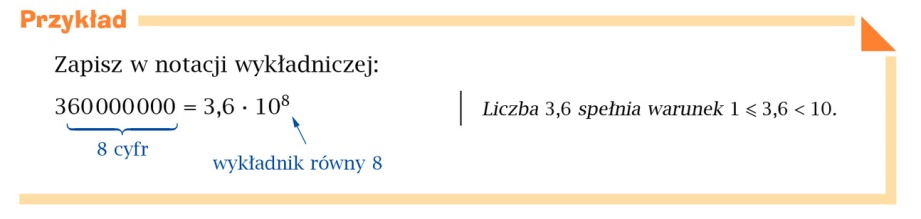 Przykład
Zapisz w notacji wykładniczej:
360000000 = 3,6 · 10⁸
Liczba 3,6 spełnia warunek 1 ⩽ 3,6 < 10.
8 cyfr
wykładnik równy 8